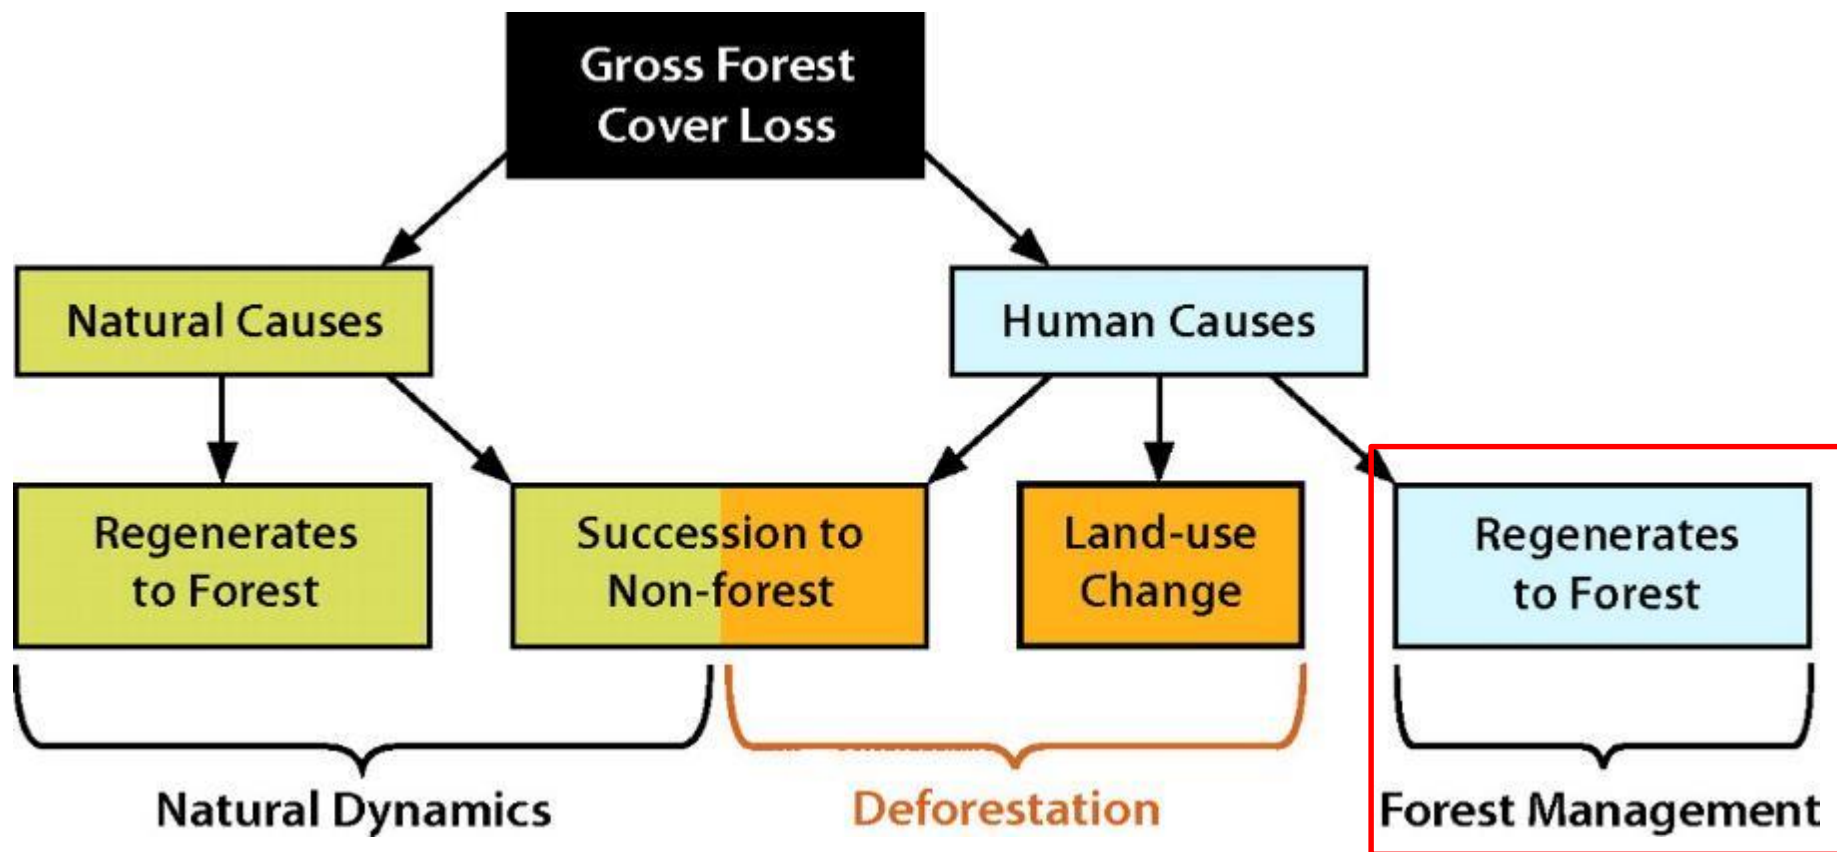 Gross Forest
Cover Loss
Natural Causes
Human Causes
Regenerates
to Forest
Succession to
Non-forest
Land-use
Change
Regenerates
to Forest
Natural Dynamics
Deforestation
Forest Management